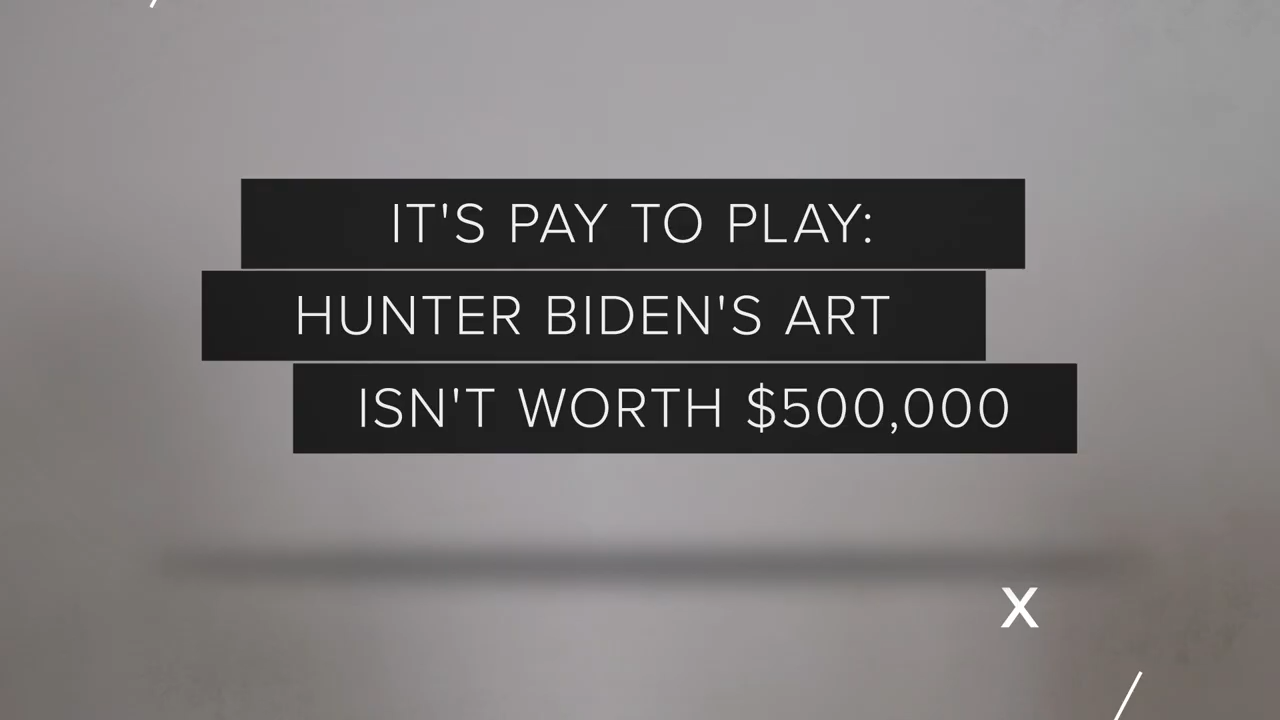 IT'S PAY TO PLAY:
HUNTER BIDEN'S ART
ISN'T WORTH $500,000
X